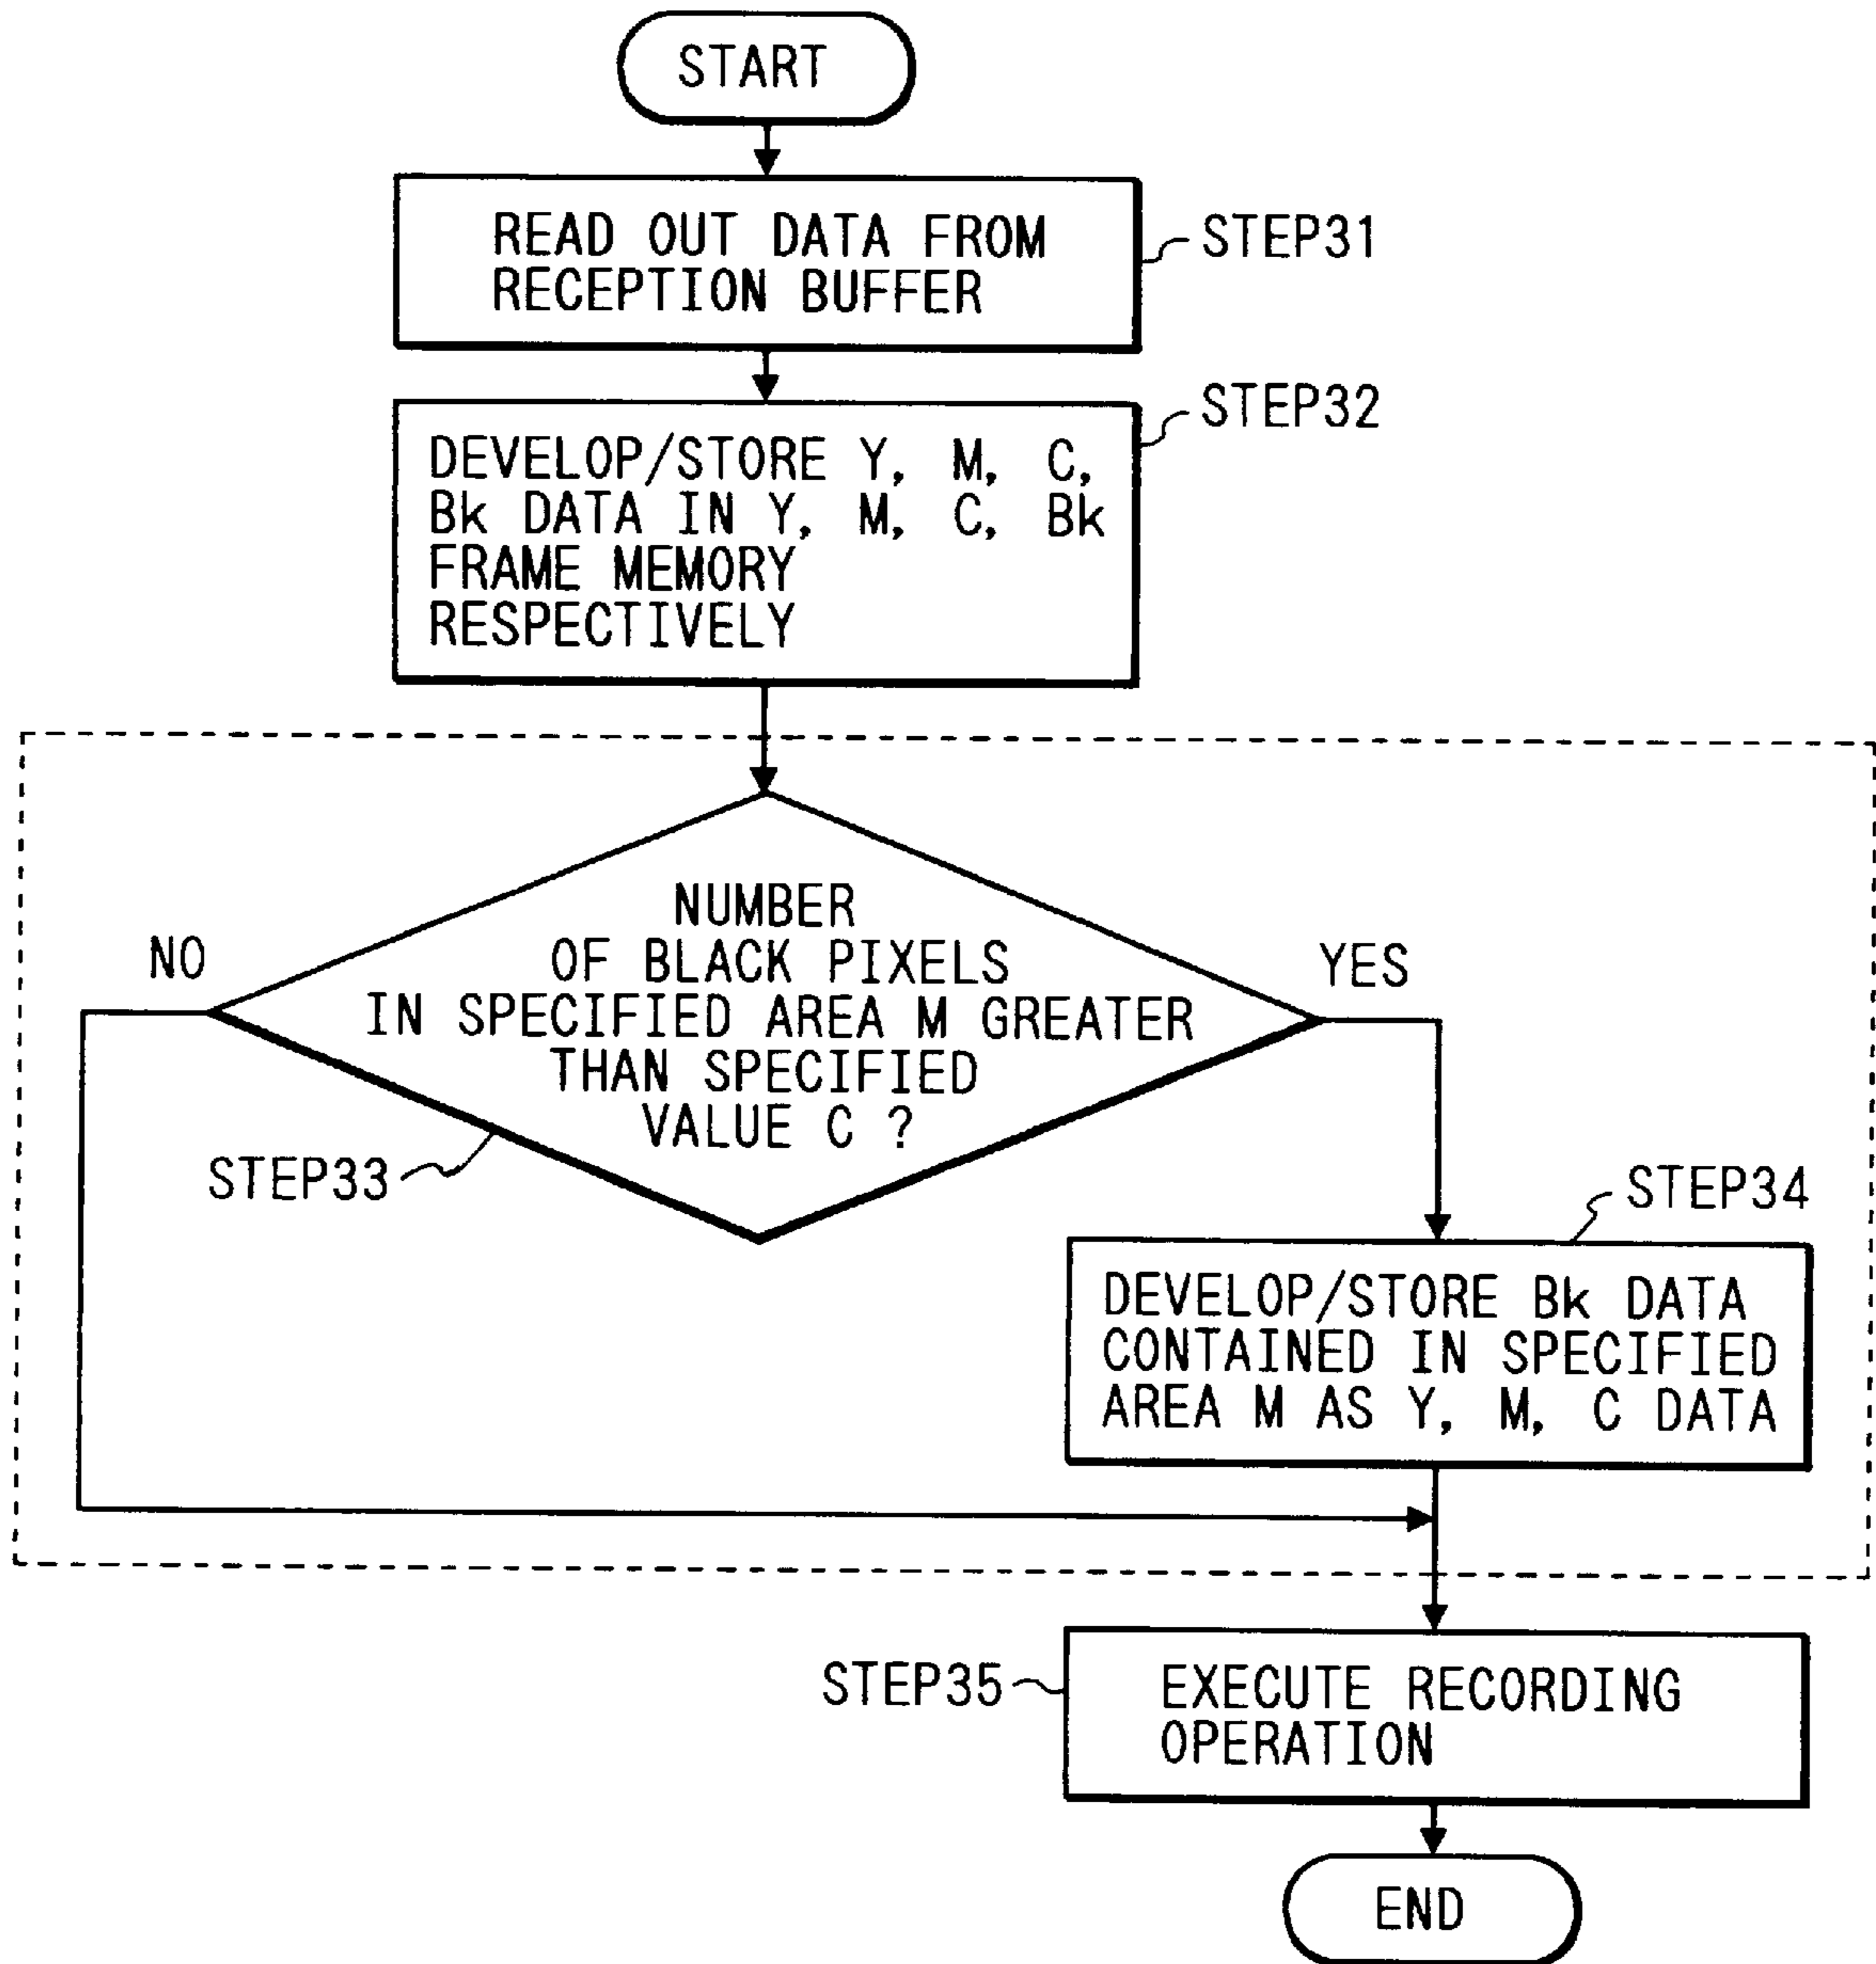 START
READ OUT DATA FROM
RECEPTION BUFFER
STEP31
STEP32
DEVELOP/STORE Y, M, C,
Bk DATA IN Y, M, C, Bk
FRAME MEMORY
RESPECTIVELY
NUMBER
OF BLACK PIXELS
IN SPECIFIED AREA M GREATER
THAN SPECIFIED
VALUE C ?
NO
YES
STEP33
STEP34
DEVELOP/STORE Bk DATA
CONTAINED IN SPECIFIED
AREA M AS Y, M, C DATA
STEP35
EXECUTE RECORDING
OPERATION
END